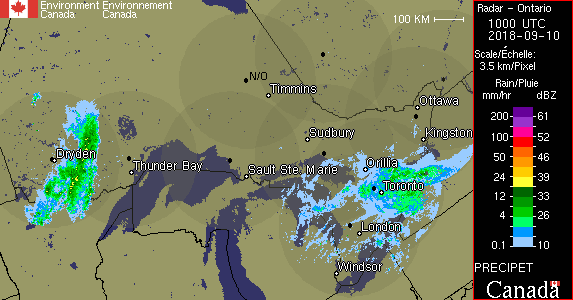 Environment Environnement
Canada Canada
100 KM
N/O
Timmins
Ottawa
Sudbury
Kingston
Dryden
Thunder Bay
Sault Ste. Marie
Orillia
Toronto
London
Windsor
Radar - Ontario
1000 UTC
2018-09-10
Scale/Échelle:
3.5 km/Pixel
Rain/Pluie
mm/hr dBZ
200 61
100 52
50 46
24 39
12 33
4 26
0.1 10
PRECIPET
Canada